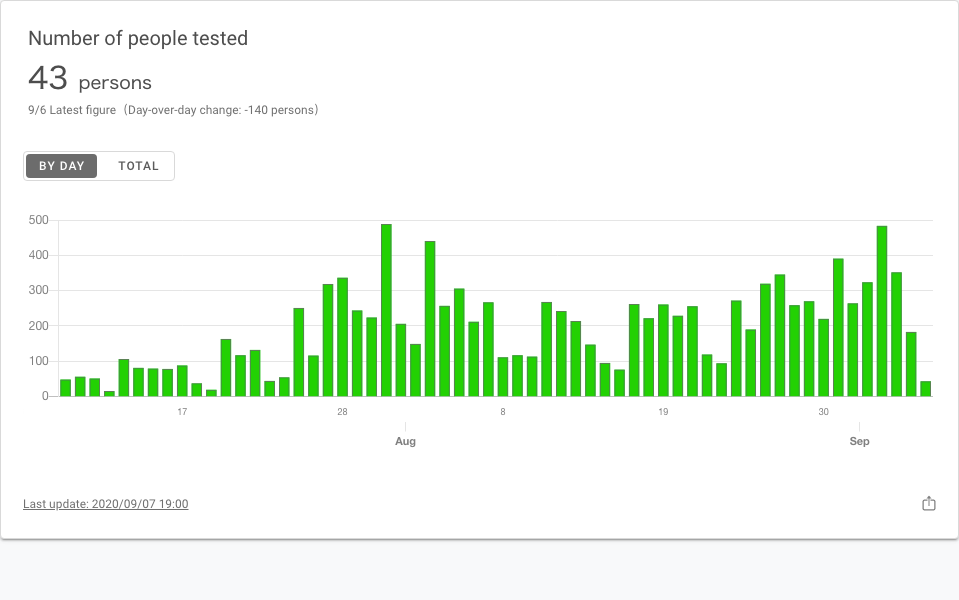 Number of people tested
43 persons
9/6 Latest figure（Day-over-day change: -140 persons）
BY DAY
TOTAL
500
400
300
200
100
0
17
28
8
19
30
Aug
Sep
Last update: 2020/09/07 19:00